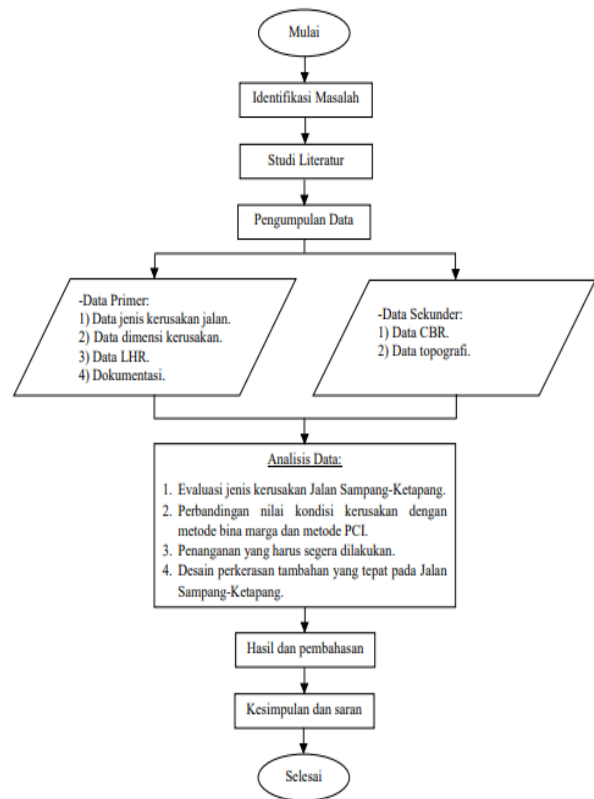 Mulai
Identifikasi Masalah
Studi Literatur
Pengumpulan Data
-Data Primer:
1) Data jenis kerusakan jalan.
2) Data dimensi kerusakan.
3) Data LHR.
4) Dokumentasi.
-Data Sekunder:
1) Data CBR.
2) Data topografi.
Analisis Data:
1. Evaluasi jenis kerusakan Jalan Sampang-Ketapang.
2. Perbandingan nilai kondisi kerusakan dengan
metode bina marga dan metode PCI.
3. Penanganan yang harus segera dilakukan.
4. Desain perkerasan tambahan yang tepat pada Jalan
Sampang-Ketapang.
Hasil dan pembahasan
Kesimpulan dan saran
Selesai